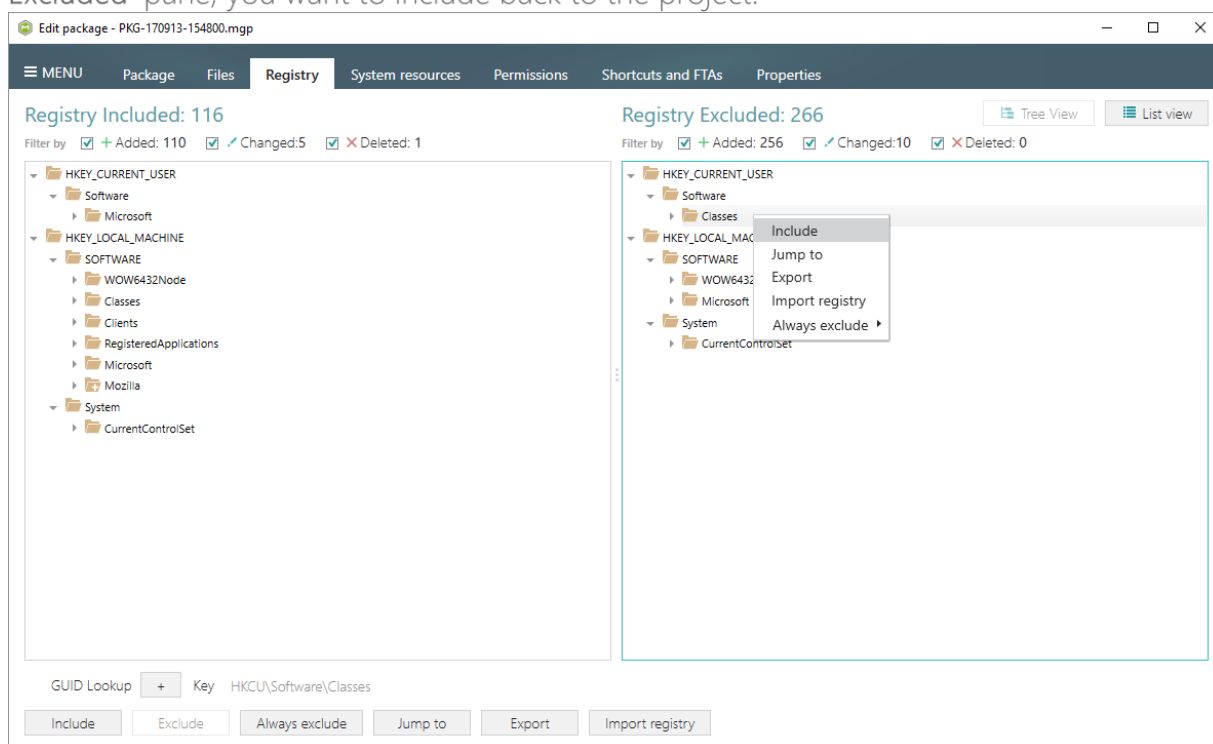 Excluded" pane, you want to include back to the project.
Edit package - PKG-170913-154800.mgp
MENU Package Files Registry System resources Permissions Shortcuts and FTAs Properties
Registry Included: 116
Filter by + Added: 110 Changed:5 Deleted: 1
HKEY_CURRENT_USER
Software
Microsoft
HKEY_LOCAL_MACHINE
SOFTWARE
WOW6432Node
Classes
Clients
RegisteredApplications
Microsoft
Mozilla
System
CurrentControlSet
Registry Excluded: 266
Tree View List view
Filter by + Added: 256 Changed:10 Deleted: 0
HKEY_CURRENT_USER
Software
Classes
HKEY_LOCAL_MAC
SOFTWARE
WOW6432
Microsoft
System
CurrentControlSet
Include
Jump to
Export
Import registry
Always exclude
GUID Lookup + Key HKCU\Software\Classes
Include Exclude Always exclude Jump to Export Import registry